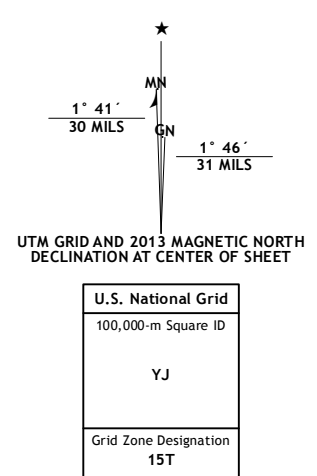 ★
MN
1° 41´
30 MILS
GN
1° 46´
31 MILS
UTM GRID AND 2013 MAGNETIC NORTH
DECLINATION AT CENTER OF SHEET
U.S. National Grid
100,000-m Square ID
YJ
Grid Zone Designation
15T